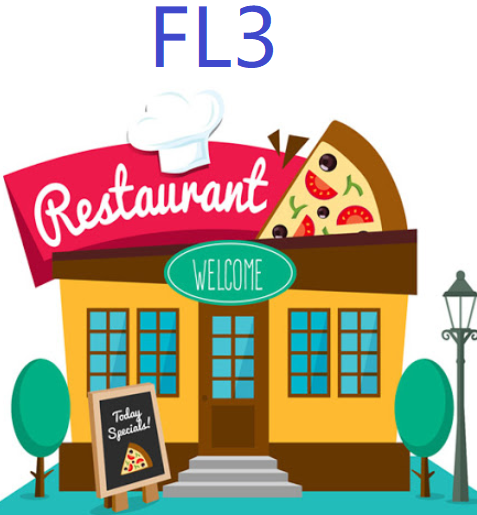 FL3
Restaurant
WELCOME
Today
Specials!